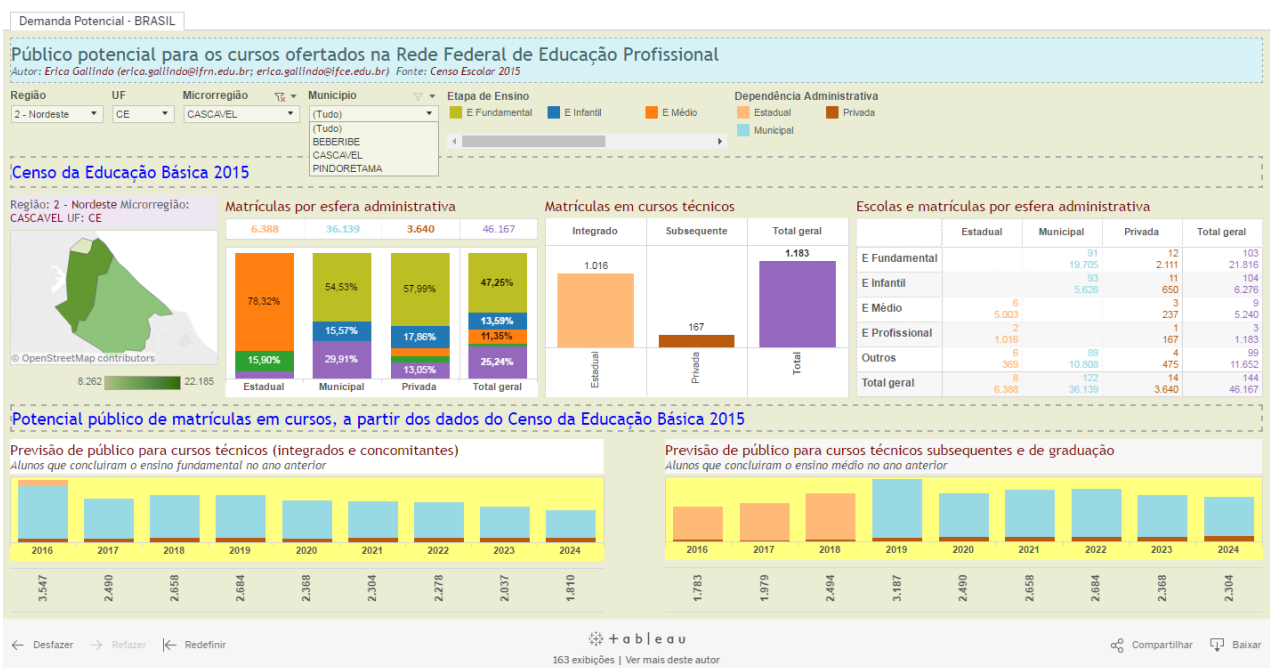 Demanda Potencial - BRASIL
Público potencial para os cursos ofertados na Rede Federal de Educação Profissional
Autor: Erica Gallindo (erica.gallindo@ifrn.edu.br; erica.gallindo@ifce.edu.br) Fonte: Censo Escolar 2015
Região UF Microrregião Municipio Etapa de Ensino Dependência Administrativa
2 - Nordeste CE CASCAVEL (Tudo) E Fundamental E Infantil E Médio Estadual Privada
Municipal
(Tudo)
BEBERIBE
CASCAVEL
PINDORETAMA
Censo da Educação Básica 2015
Região: 2 - Nordeste Microrregião:
CASCAVEL UF: CE
© OpenStreetMap contributors
8.262 22.185
Matrículas por esfera administrativa
6.388 36.139 3.640 46.167
78,32% 54,53% 57,99% 47,25%
15,57% 17,86% 13,59%
11,35%
15,90% 29,91% 13,05% 25,24%
Estadual Municipal Privada Total geral
Matrículas em cursos técnicos
Integrado Subsequente Total geral
1.016 167 1.183
Estadual Privada Total
Escolas e matrículas por esfera administrativa
Estadual Municipal Privada Total geral
E Fundamental 91 12 103
19.705 2.111 21.816
E Infantil 93 11 104
5.626 650 6.276
E Médio 6 3 9
5.003 237 5.240
E Profissional 2 1 3
1.016 167 1.183
Outros 6 89 4 99
369 10.808 475 11.652
Total geral 8 122 14 144
6.388 36.139 3.640 46.167
Potencial público de matrículas em cursos, a partir dos dados do Censo da Educação Básica 2015
Previsão de público para cursos técnicos (integrados e concomitantes)
Alunos que concluiram o ensino fundamental no ano anterior
2016 2017 2018 2019 2020 2021 2022 2023 2024
3.547 2.490 2.658 2.684 2.368 2.304 2.278 2.037 1.810
Previsão de público para cursos técnicos subsequentes e de graduação
Alunos que concluiram o ensino médio no ano anterior
2016 2017 2018 2019 2020 2021 2022 2023 2024
1.783 1.979 2.494 3.187 2.490 2.658 2.684 2.368 2.304
Desfazer Refazer Redefinir
+ableau
163 exibições | Ver mais deste autor
Compartilhar Baixar